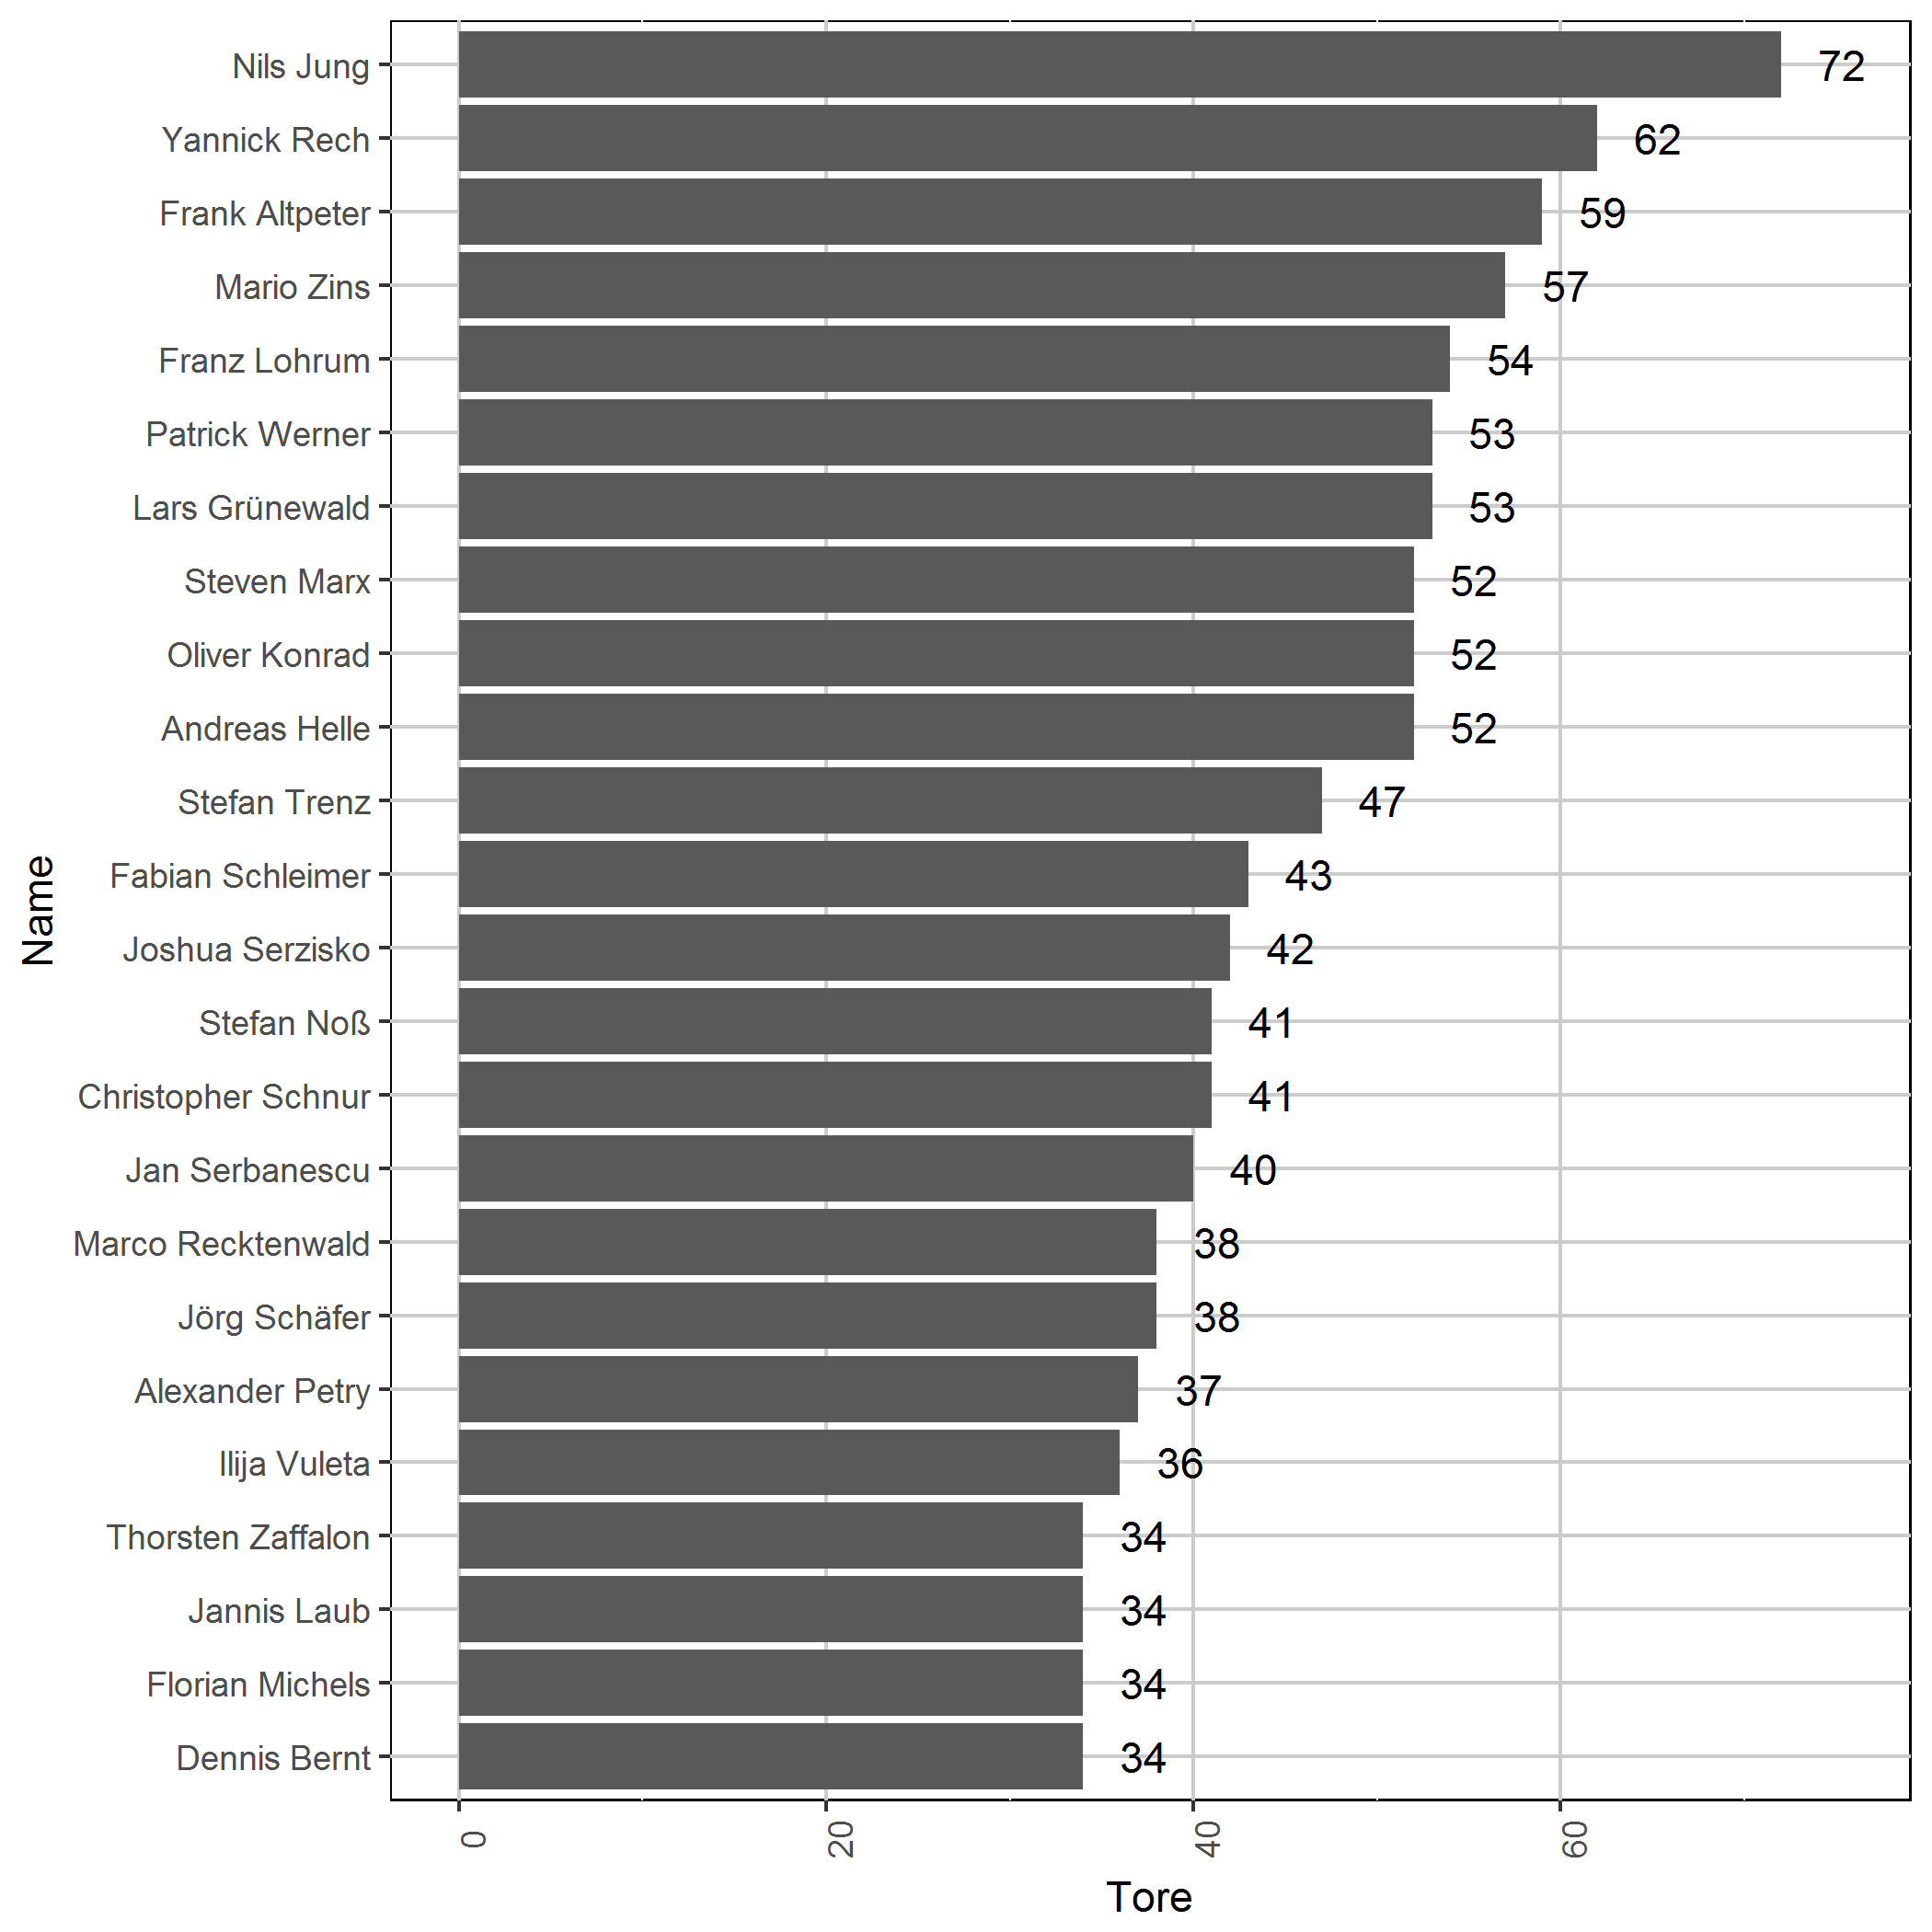 Nils Jung 72
Yannick Rech 62
Frank Altpeter 59
Mario Zins 57
Franz Lohrum 54
Patrick Werner 53
Lars Grünewald 53
Steven Marx 52
Oliver Konrad 52
Andreas Helle 52
Stefan Trenz 47
Fabian Schleimer 43
Name
Joshua Serzisko 42
Stefan Noß 41
Christopher Schnur 41
Jan Serbanescu 40
Marco Recktenwald 38
Jörg Schäfer 38
Alexander Petry 37
Ilija Vuleta 36
Thorsten Zaffalon 34
Jannis Laub 34
Florian Michels 34
Dennis Bernt 34
0 20 40 60
Tore